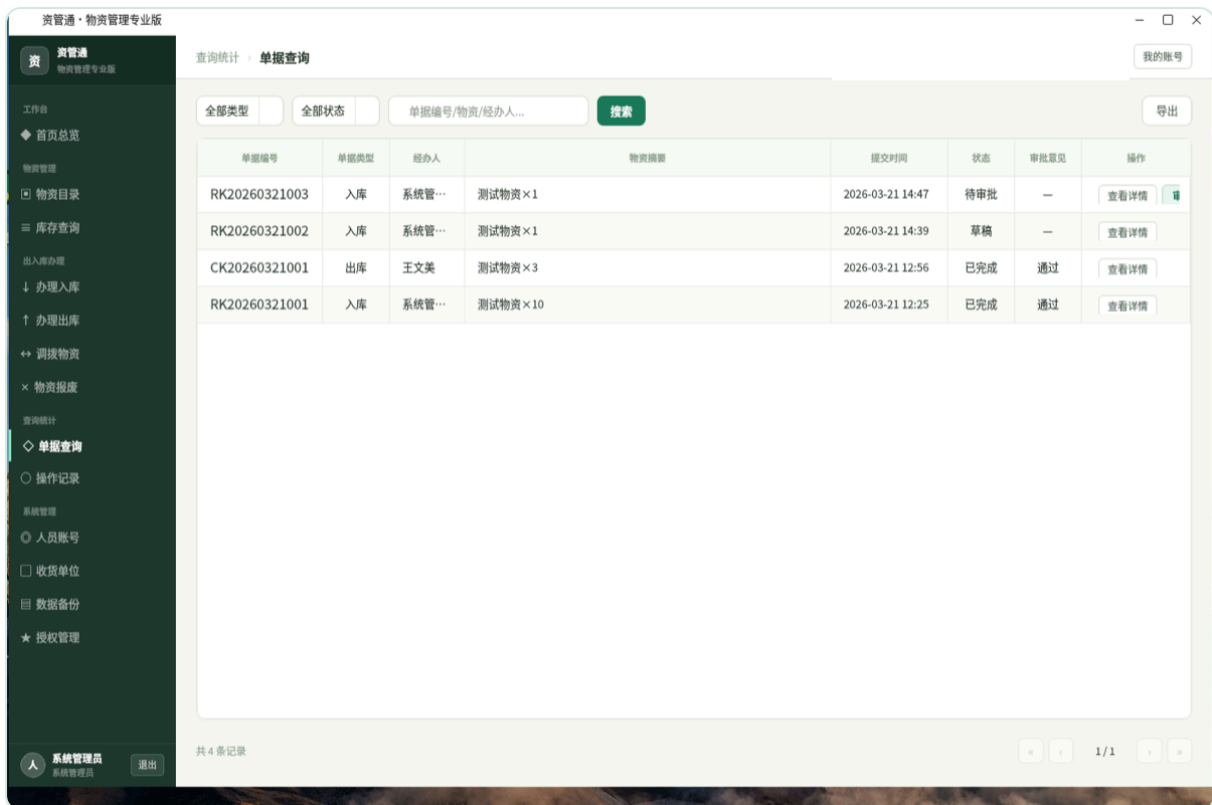 资管通·物资管理专业版
资 资管通
物资管理专业版
查询统计 › 单据查询
我的账号
工作台
◆ 首页总览
物资管理
物资目录
库存查询
出入库办理
↓ 办理入库
↑ 办理出库
↔ 调拨物资
× 物资报废
查询统计
◇ 单据查询
○ 操作记录
系统管理
◎ 人员账号
□ 收货单位
数据备份
★ 授权管理
人 系统管理员
系统管理员
退出
全部类型 全部状态 单据编号/物资/经办人... 搜索 导出
单据编号 单据类型 经办人 物资摘要 提交时间 状态 审批意见 操作
RK20260321003 入库 系统管… 测试物资×1 2026-03-21 14:47 待审批 — 查看详情
RK20260321002 入库 系统管… 测试物资×1 2026-03-21 14:39 草稿 — 查看详情
CK20260321001 出库 王文美 测试物资×3 2026-03-21 12:56 已完成 通过 查看详情
RK20260321001 入库 系统管… 测试物资×10 2026-03-21 12:25 已完成 通过 查看详情
共 4 条记录
« ‹ 1/1 › »